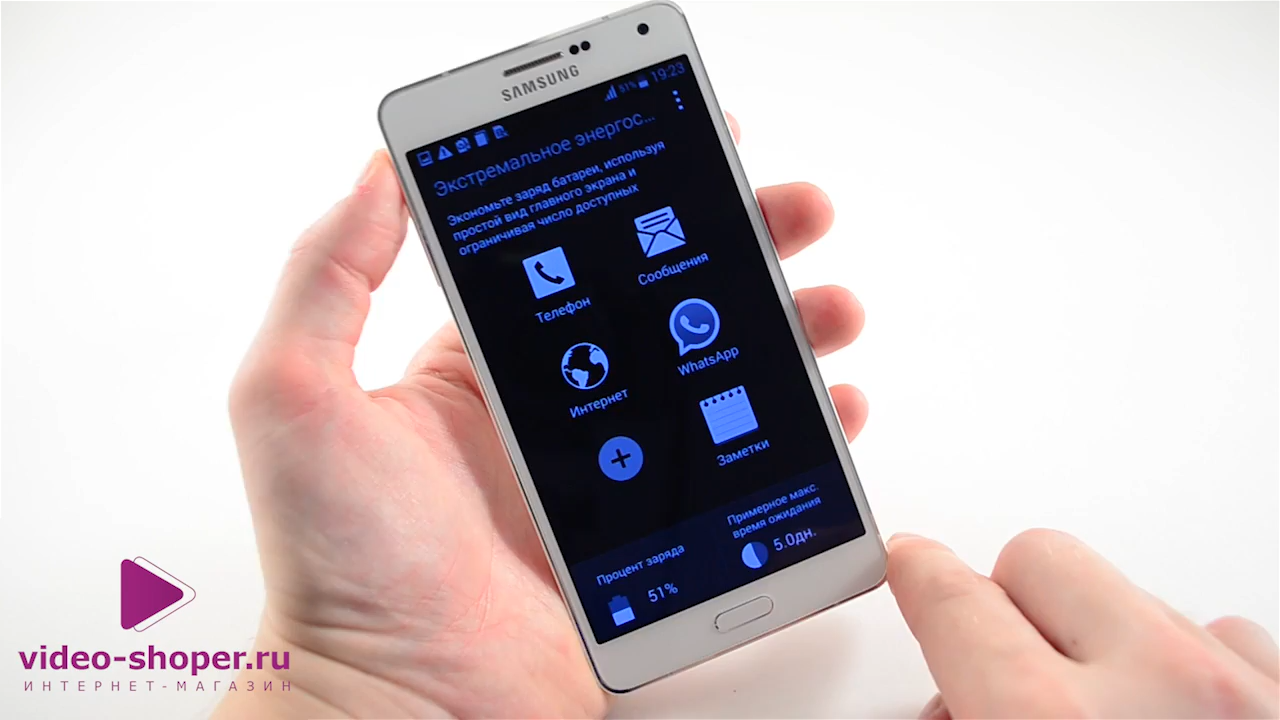 SAMSUNG
51% 19:23
Экстремальное энергос...
Экономьте заряд батареи, используя
простой вид главного экрана и
ограничивая число доступных
Телефон
Сообщения
Интернет
WhatsApp
Заметки
Процент заряда
51%
Примерное макс.
время ожидания
5.0дн.
video-shoper.ru
ИНТЕРНЕТ-МАГАЗИН